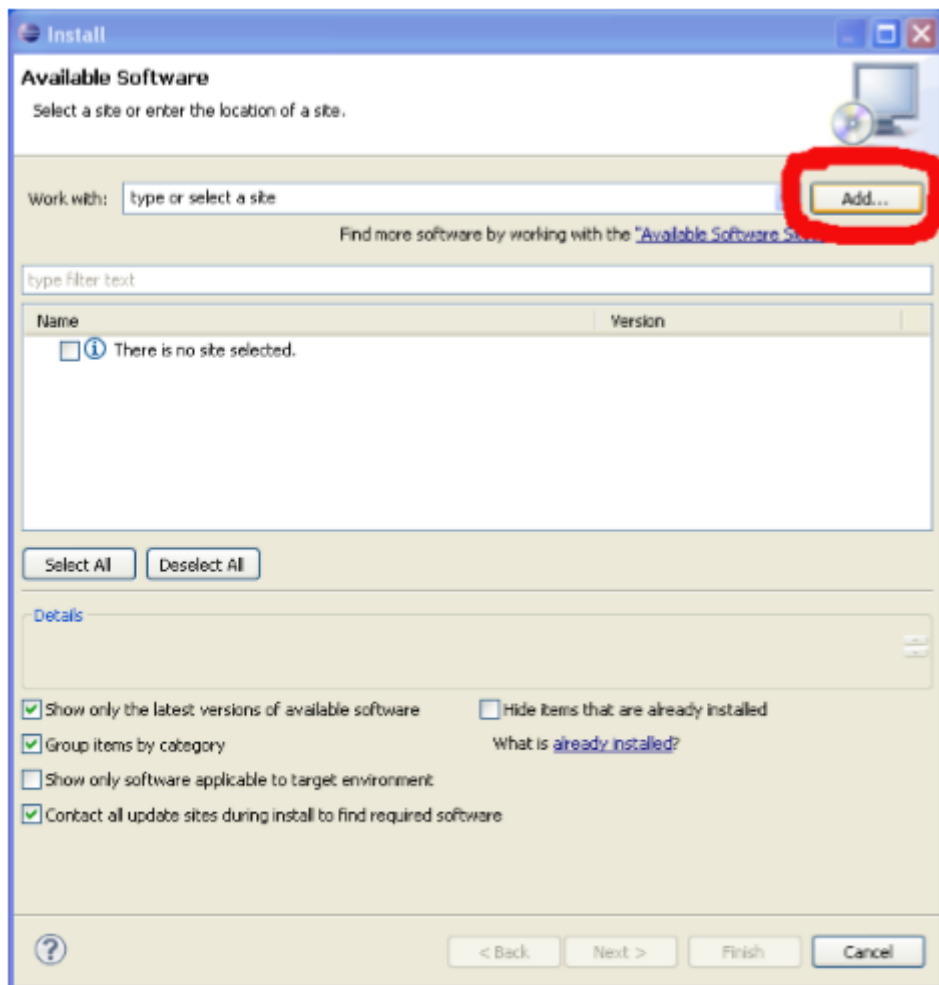 Install
Available Software
Select a site or enter the location of a site.
Work with: type or select a site Add...
Find more software by working with the "Available Software
type filter text
Name Version
There is no site selected.
Select All Deselect All
Details
Show only the latest versions of available software Hide items that are already installed
Group items by category What is already installed?
Show only software applicable to target environment
Contact all update sites during install to find required software
? < Back Next > Finish Cancel